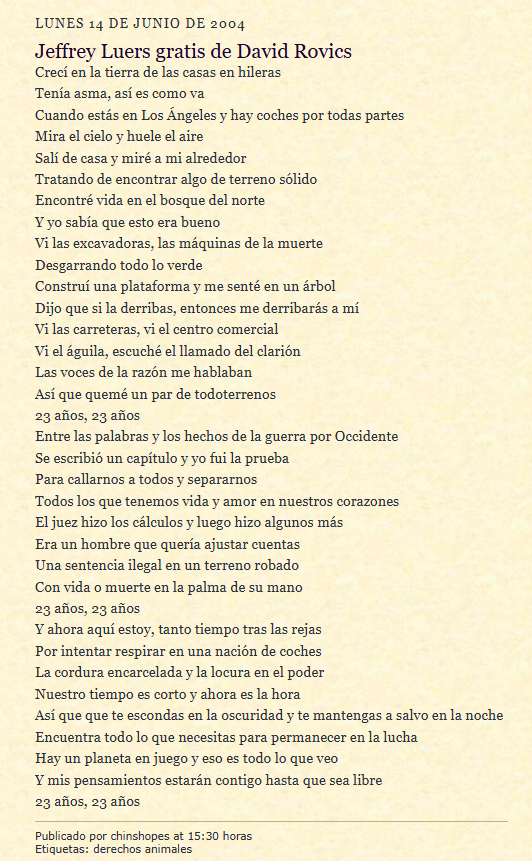 LUNES 14 DE JUNIO DE 2004
Jeffrey Luers gratis de David Rovics
Crecí en la tierra de las casas en hileras
Tenía asma, así es como va
Cuando estás en Los Ángeles y hay coches por todas partes
Mira el cielo y huele el aire
Salí de casa y miré a mi alrededor
Tratando de encontrar algo de terreno sólido
Encontré vida en el bosque del norte
Y yo sabía que esto era bueno
Vi las excavadoras, las máquinas de la muerte
Desgarrando todo lo verde
Construí una plataforma y me senté en un árbol
Dijo que si la derribas, entonces me derribarás a mí
Vi las carreteras, vi el centro comercial
Vi el águila, escuché el llamado del clarión
Las voces de la razón me hablaban
Así que quemé un par de todoterrenos
23 años, 23 años
Entre las palabras y los hechos de la guerra por Occidente
Se escribió un capítulo y yo fui la prueba
Para callarnos a todos y separarnos
Todos los que tenemos vida y amor en nuestros corazones
El juez hizo los cálculos y luego hizo algunos más
Era un hombre que quería ajustar cuentas
Una sentencia ilegal en un terreno robado
Con vida o muerte en la palma de su mano
23 años, 23 años
Y ahora aquí estoy, tanto tiempo tras las rejas
Por intentar respirar en una nación de coches
La cordura encarcelada y la locura en el poder
Nuestro tiempo es corto y ahora es la hora
Así que que te escondas en la oscuridad y te mantengas a salvo en la noche
Encuentra todo lo que necesitas para permanecer en la lucha
Hay un planeta en juego y eso es todo lo que veo
Y mis pensamientos estarán contigo hasta que sea libre
23 años, 23 años
Publicado por chinshopes at 15:30 horas
Etiquetas: derechos animales